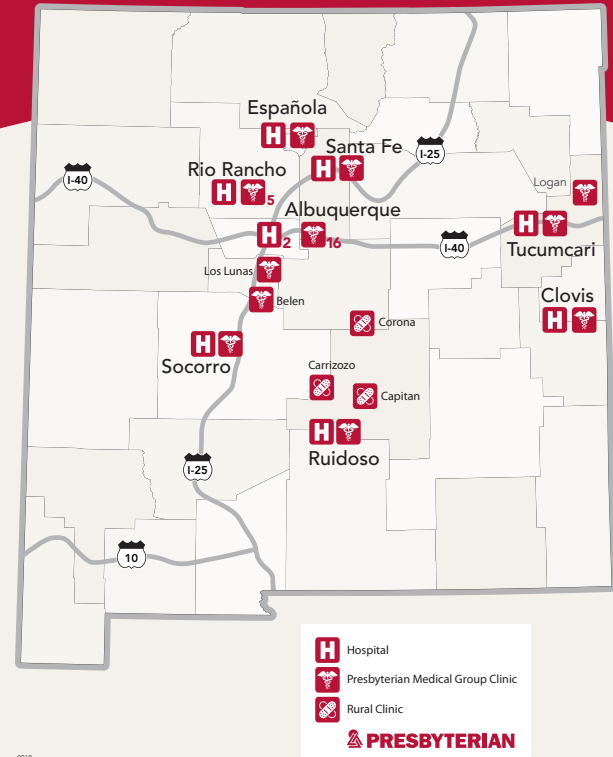 Española
H
Santa Fe
H
I-25
Rio Rancho
H 5
I-40
Logan
Albuquerque
H 2 16
I-40
H
Tucumcari
Los Lunas
Belen
Clovis
H
Corona
H
Socorro
Carrizozo
Capitan
H
Ruidoso
I-25
10
H Hospital
Presbyterian Medical Group Clinic
Rural Clinic
PRESBYTERIAN